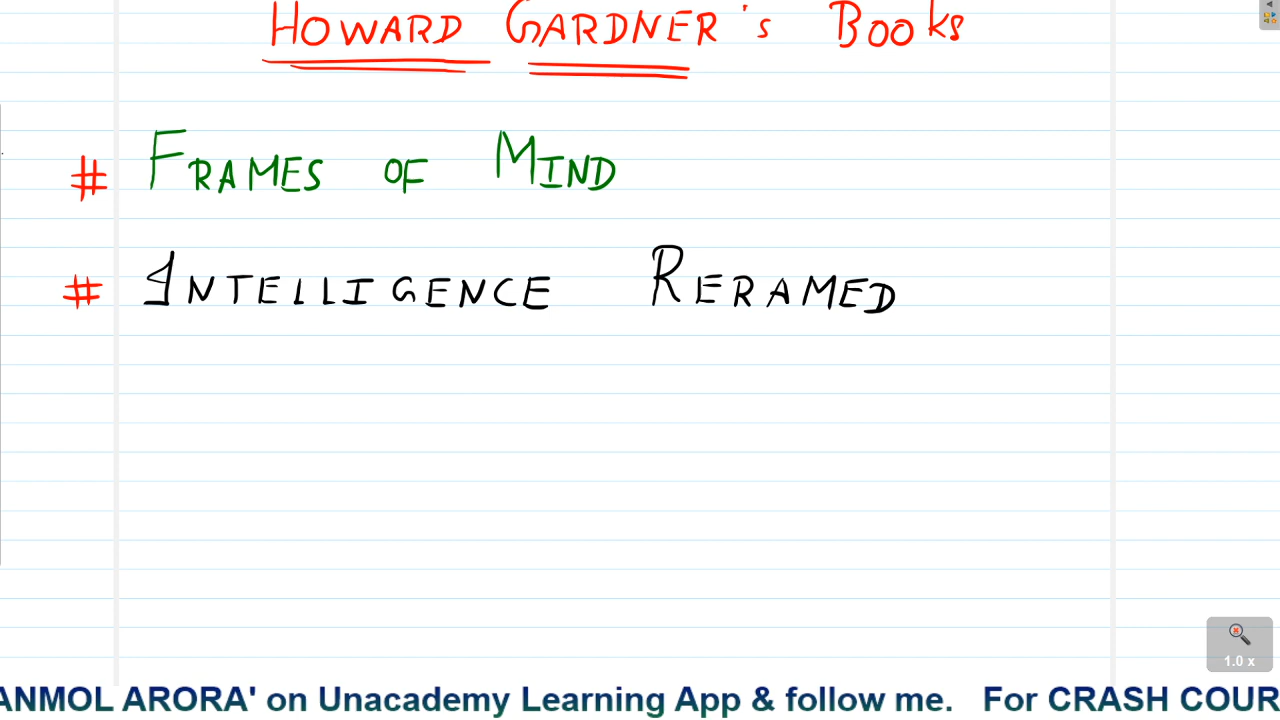 HOWARD GARDNER's Books
# FRAMES OF MIND
# INTELLIGENCE RERAMED
1.0 x
ANMOL ARORA' on Unacademy Learning App & follow me. For CRASH COUR